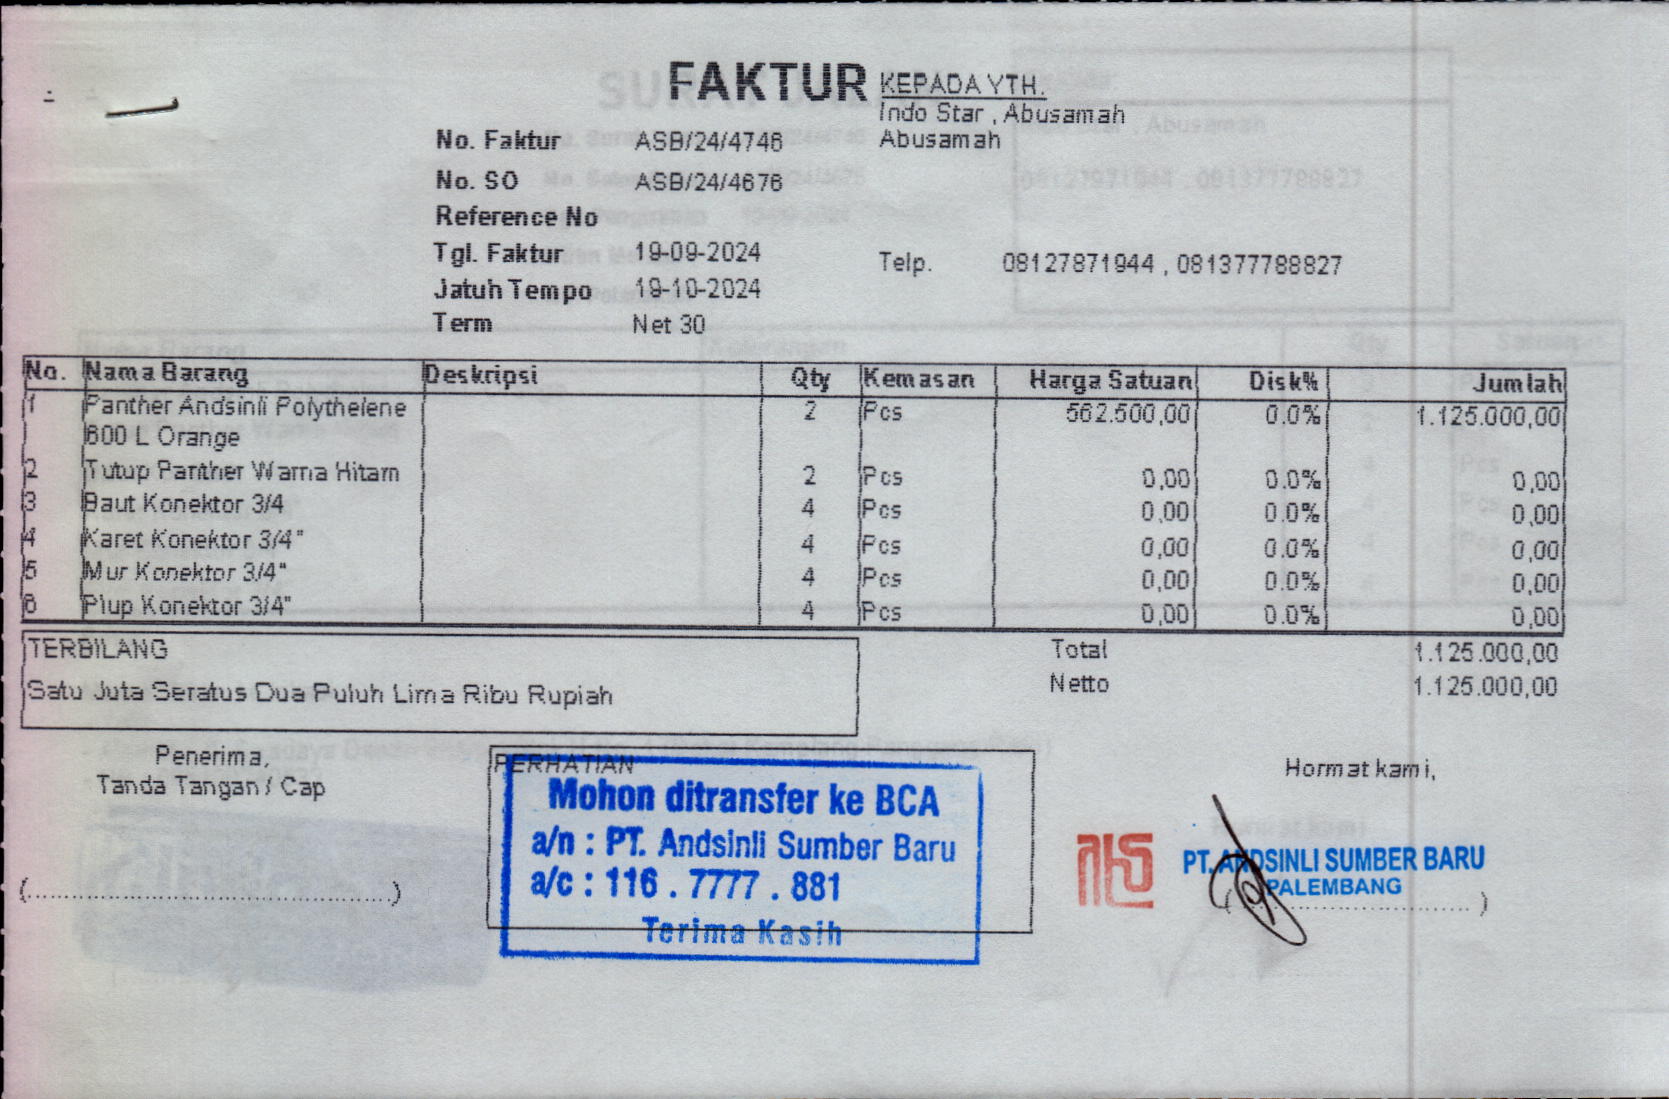 FAKTUR
KEPADA YTH.
Indo Star , Abusamah
Abusamah
No. Faktur ASB/24/4746
No. SO ASB/24/4676
Reference No
Tgl. Faktur 19-09-2024
Telp. 08127871944 , 081377788827
Jatuh Tempo 19-10-2024
Term Net 30
No. Nama Barang Deskripsi Qty Kemasan Harga Satuan Disk% Jumlah
1 Panther Andsinli Polythelene 2 Pcs 562.500,00 0.0% 1.125.000,00
600 L Orange
2 Tutup Panther Warna Hitam 2 Pcs 0,00 0.0% 0,00
3 Baut Konektor 3/4 4 Pcs 0,00 0.0% 0,00
4 Karet Konektor 3/4" 4 Pcs 0,00 0.0% 0,00
5 Mur Konektor 3/4" 4 Pcs 0,00 0.0% 0,00
6 Plup Konektor 3/4" 4 Pcs 0,00 0.0% 0,00
TERBILANG
Satu Juta Seratus Dua Puluh Lima Ribu Rupiah
Total 1.125.000,00
Netto 1.125.000,00
Penerima,
Tanda Tangan / Cap
(..................................................)
PERHATIAN
Mohon ditransfer ke BCA
a/n : PT. Andsinli Sumber Baru
a/c : 116 . 7777 . 881
Terima Kasih
Hormat kami,
PT. ANDSINLI SUMBER BARU
PALEMBANG